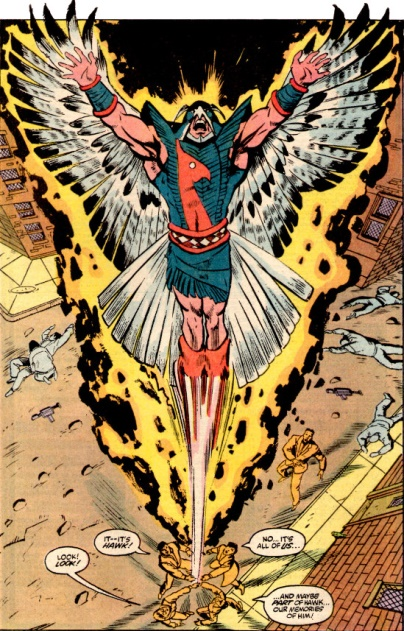 LOOK!
LOOK!
IT--IT'S
HAWK!
NO...IT'S
ALL OF US...
...AND MAYBE
PART OF HAWK...
OUR MEMORIES
OF HIM!